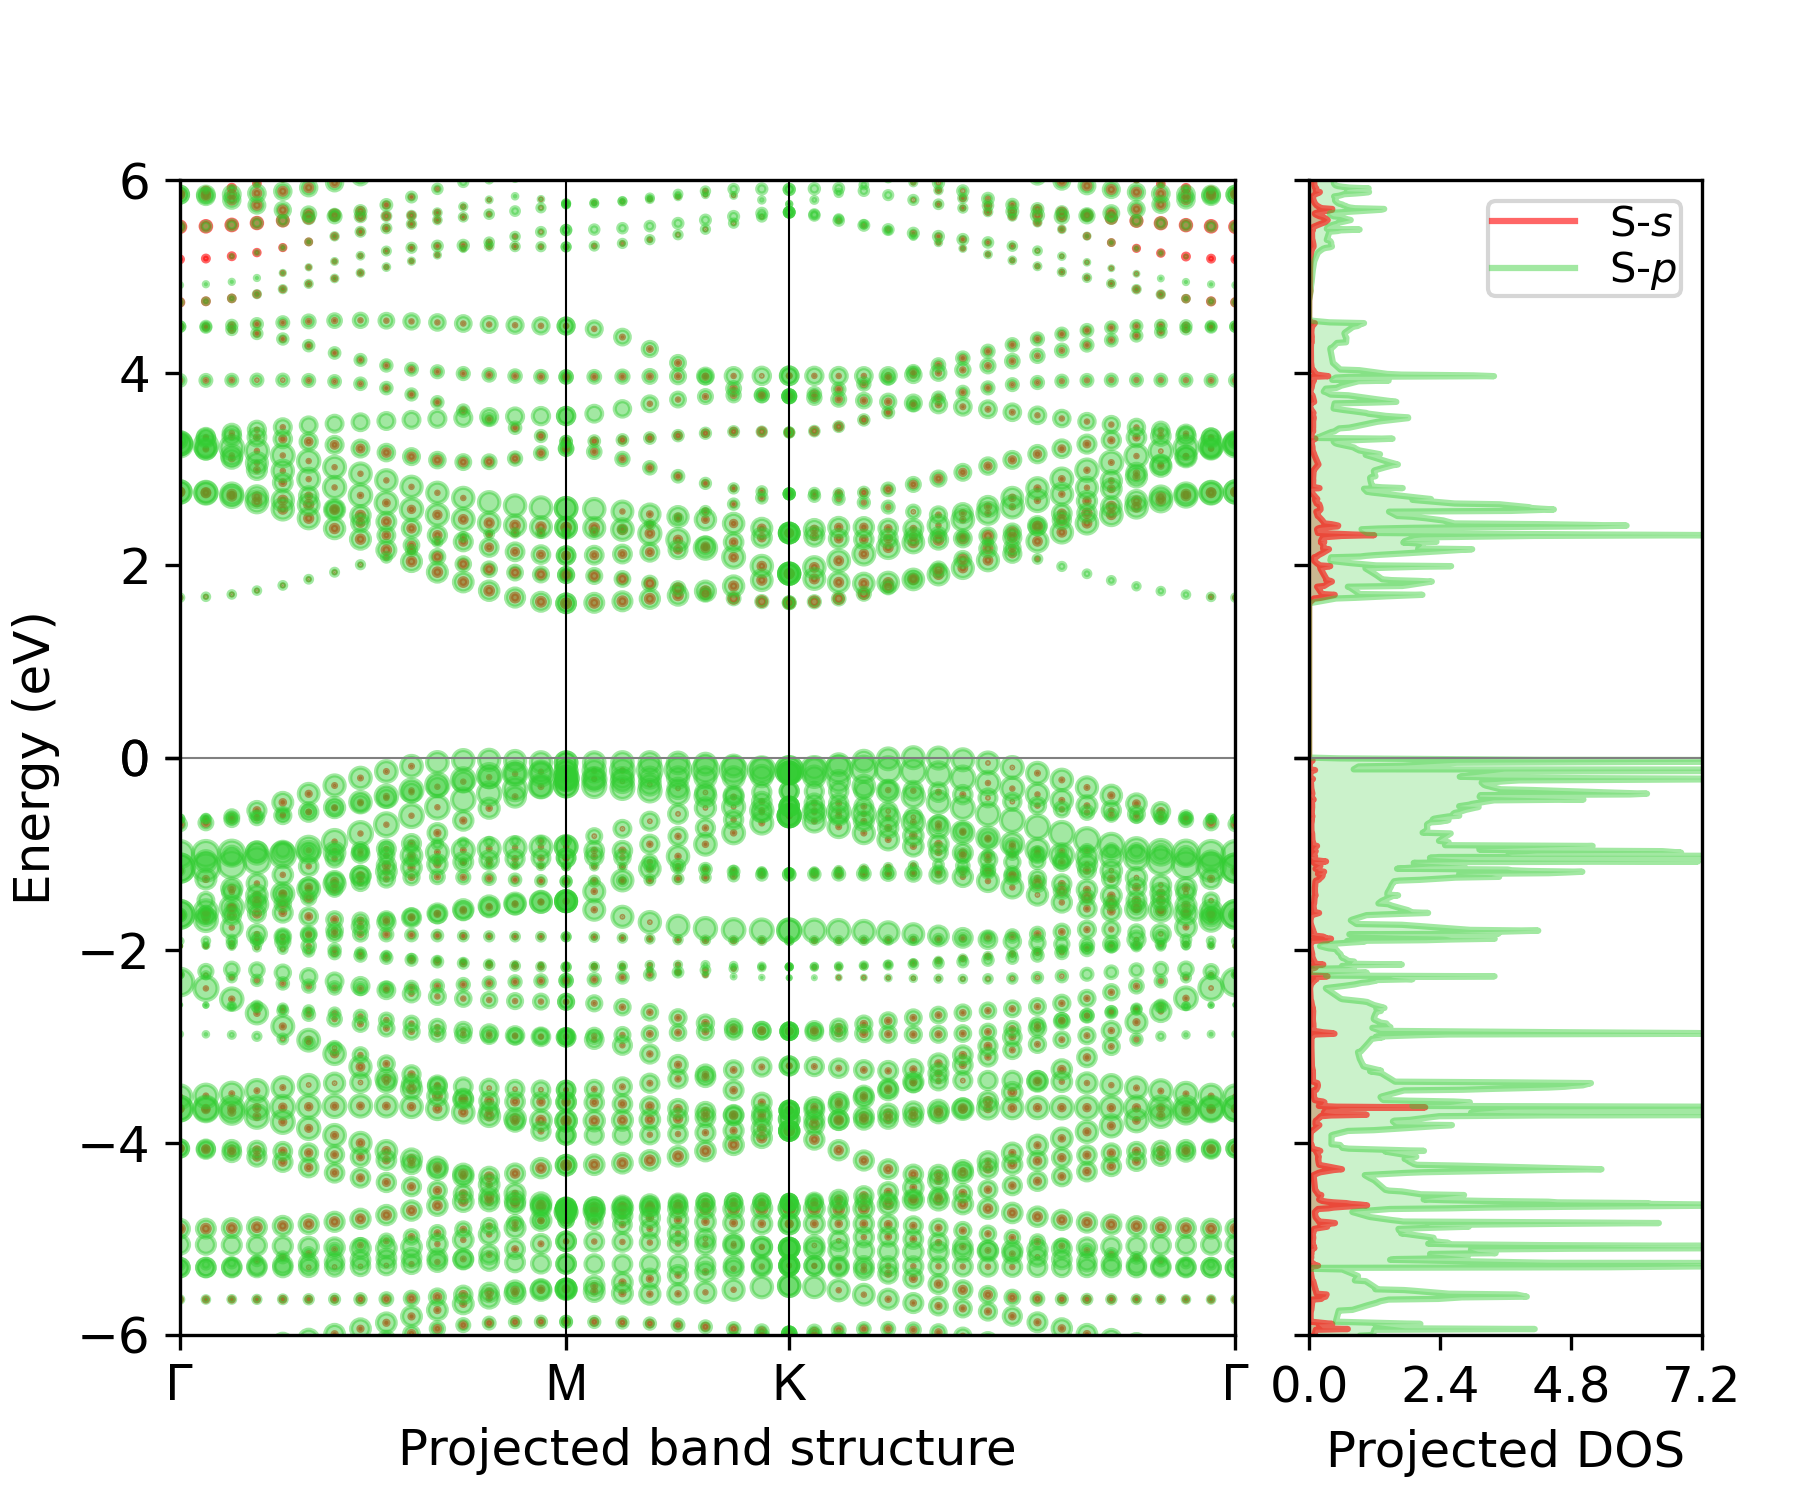 6
4
2
0
−2
−4
−6
Energy (eV)
Γ
M
K
Γ
Projected band structure
S-s
S-p
0.0
2.4
4.8
7.2
Projected DOS